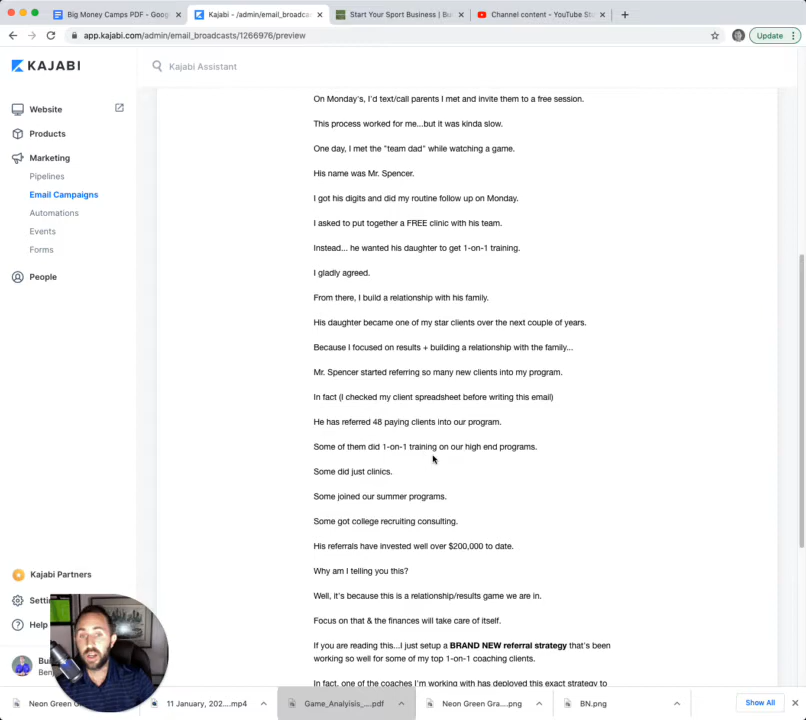 Big Money Camps PDF - Goog
Kajabi - /admin/email_broadcas
Start Your Sport Business | Bu
Channel content - YouTube St
app.kajabi.com/admin/email_broadcasts/1266976/preview
Update
KAJABI
Kajabi Assistant
Website
Products
Marketing
Pipelines
Email Campaigns
Automations
Events
Forms
People
Kajabi Partners
Setti
Help
Bui
Benj
On Monday's, I'd text/call parents I met and invite them to a free session.
This process worked for me...but it was kinda slow.
One day, I met the "team dad" while watching a game.
His name was Mr. Spencer.
I got his digits and did my routine follow up on Monday.
I asked to put together a FREE clinic with his team.
Instead... he wanted his daughter to get 1-on-1 training.
I gladly agreed.
From there, I build a relationship with his family.
His daughter became one of my star clients over the next couple of years.
Because I focused on results + building a relationship with the family...
Mr. Spencer started referring so many new clients into my program.
In fact (I checked my client spreadsheet before writing this email)
He has referred 48 paying clients into our program.
Some of them did 1-on-1 training on our high end programs.
Some did just clinics.
Some joined our summer programs.
Some got college recruiting consulting.
His referrals have invested well over $200,000 to date.
Why am I telling you this?
Well, it's because this is a relationship/results game we are in.
Focus on that & the finances will take care of itself.
If you are reading this...I just setup a BRAND NEW referral strategy that's been
working so well for some of my top 1-on-1 coaching clients.
In fact, one of the coaches I'm working with has deployed this exact strategy to
Neon Green G
11 January, 202....mp4
Game_Analyisis_....pdf
Neon Green Gra....png
BN.png
Show All